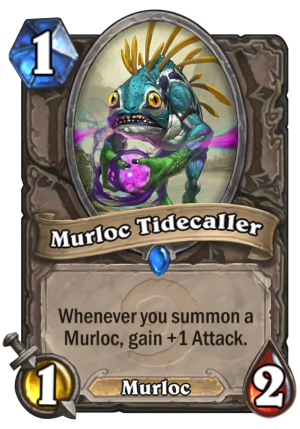 1
Murloc Tidecaller
Whenever you summon a
Murloc, gain +1 Attack.
1
Murloc
2